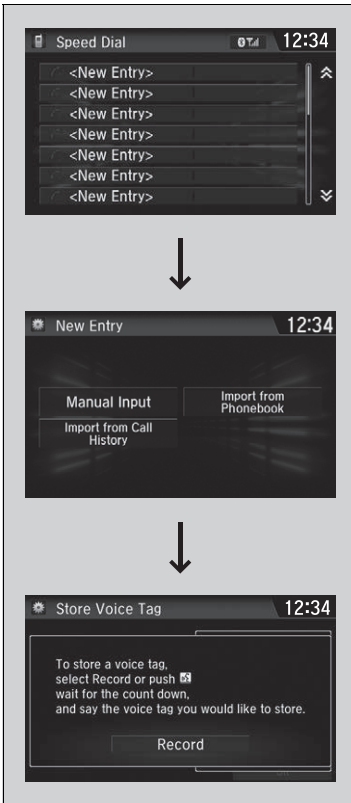 Speed Dial
12:34
<New Entry>
<New Entry>
<New Entry>
<New Entry>
<New Entry>
<New Entry>
<New Entry>
New Entry
12:34
Manual Input
Import from
Phonebook
Import from Call
History
Store Voice Tag
12:34
To store a voice tag,
select Record or push
wait for the count down,
and say the voice tag you would like to store.
Record